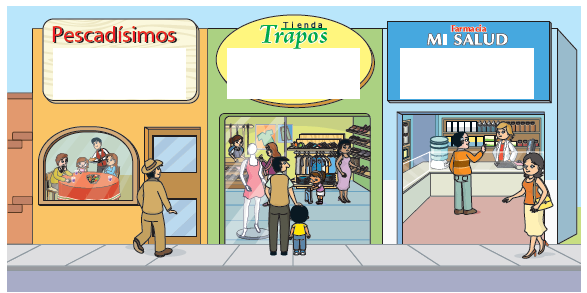 Pescadísimos
Tienda
Trapos
Farmacia
MI SALUD